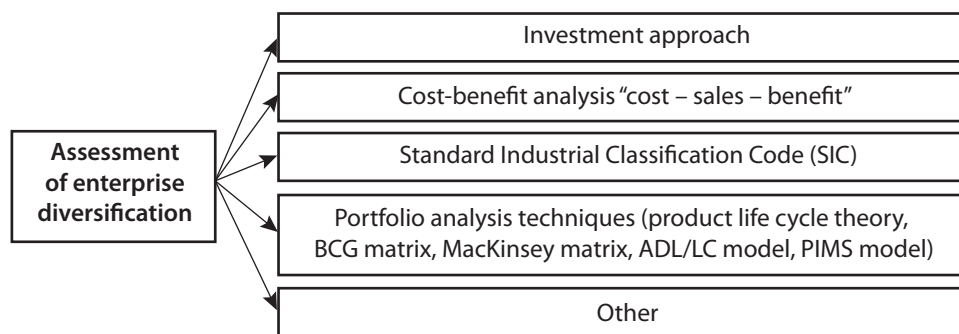 Investment approach
Cost-benefit analysis “cost – sales – benefit”
Assessment
of enterprise
diversification
Standard Industrial Classification Code (SIC)
Portfolio analysis techniques (product life cycle theory,
BCG matrix, MacKinsey matrix, ADL/LC model, PIMS model)
Other